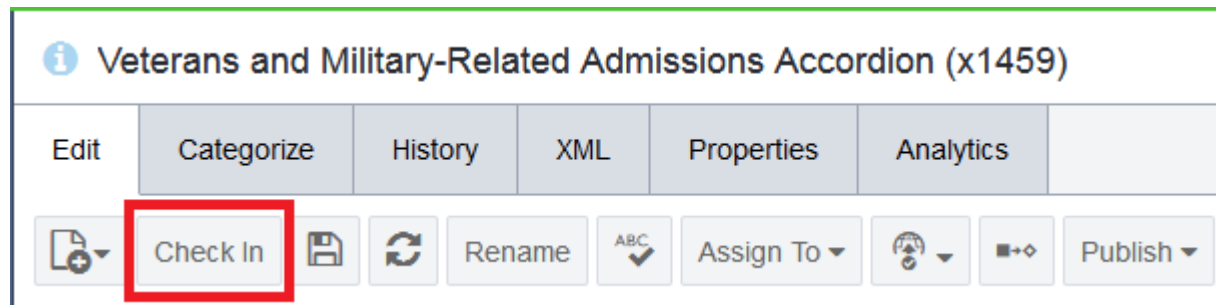 Veterans and Military-Related Admissions Accordion (x1459)
Edit Categorize History XML Properties Analytics
Check In Rename ABC Assign To Publish